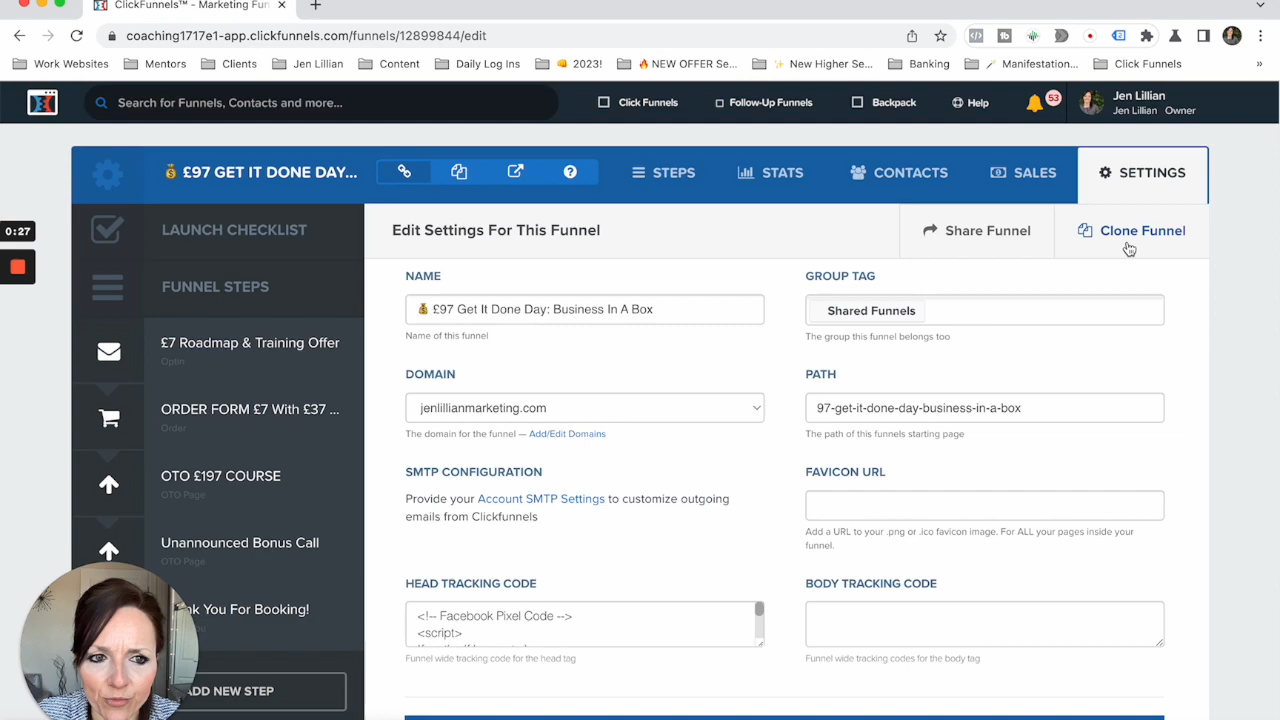 ClickFunnels™ - Marketing Fun
coaching1717e1-app.clickfunnels.com/funnels/12899844/edit
Work Websites
Mentors
Clients
Jen Lillian
Content
Daily Log Ins
👊 2023!
🔥NEW OFFER Se...
✨ New Higher Se...
Banking
🪄 Manifestation...
Click Funnels
»
Search for Funnels, Contacts and more...
Click Funnels
Follow-Up Funnels
Backpack
Help
53
Jen Lillian
Jen Lillian Owner
💰 £97 GET IT DONE DAY...
STEPS
STATS
CONTACTS
SALES
SETTINGS
0:27
LAUNCH CHECKLIST
FUNNEL STEPS
£7 Roadmap & Training Offer
Optin
ORDER FORM £7 With £37 ...
Order
OTO £197 COURSE
OTO Page
Unannounced Bonus Call
OTO Page
k You For Booking!
ADD NEW STEP
Edit Settings For This Funnel
Share Funnel
Clone Funnel
NAME
💰 £97 Get It Done Day: Business In A Box
Name of this funnel
GROUP TAG
Shared Funnels
The group this funnel belongs too
DOMAIN
jenlillianmarketing.com
The domain for the funnel — Add/Edit Domains
PATH
97-get-it-done-day-business-in-a-box
The path of this funnels starting page
SMTP CONFIGURATION
Provide your Account SMTP Settings to customize outgoing
emails from Clickfunnels
FAVICON URL
Add a URL to your .png or .ico favicon image. For ALL your pages inside your
funnel.
HEAD TRACKING CODE
<!-- Facebook Pixel Code -->
<script>
Funnel wide tracking code for the head tag
BODY TRACKING CODE
Funnel wide tracking codes for the body tag